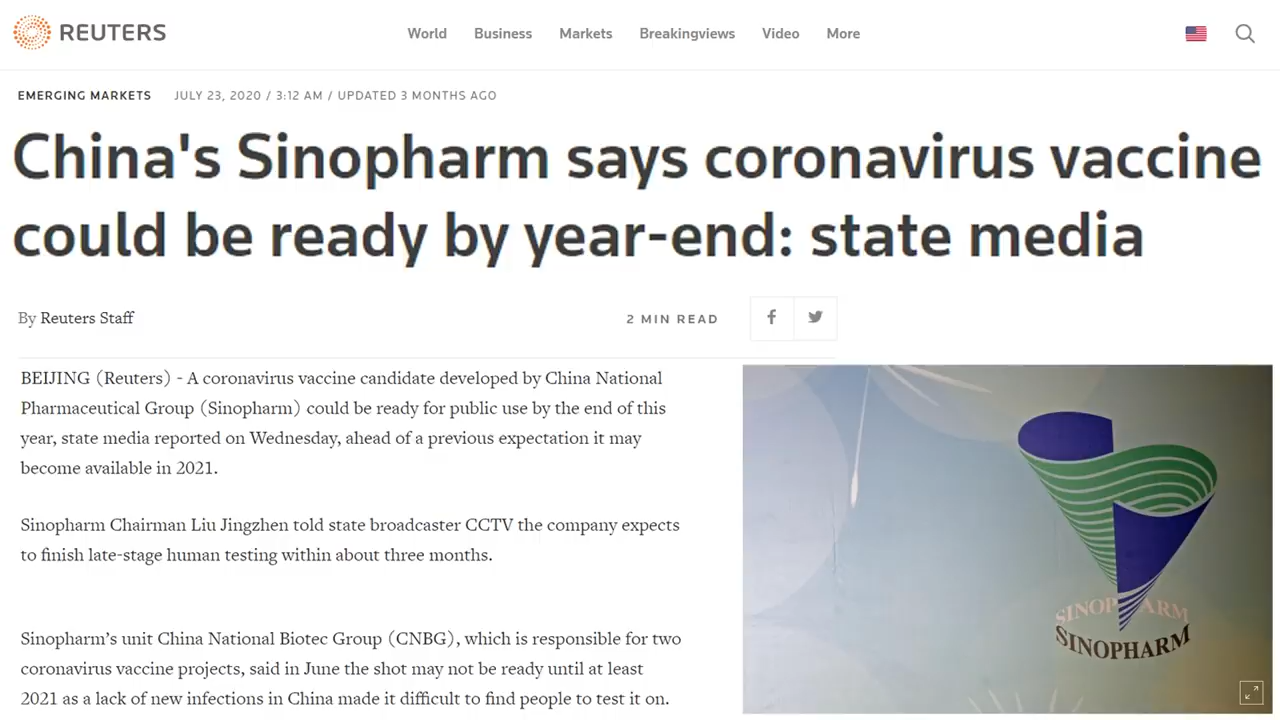 REUTERS
World Business Markets Breakingviews Video More
EMERGING MARKETS JULY 23, 2020 / 3:12 AM / UPDATED 3 MONTHS AGO
China's Sinopharm says coronavirus vaccine
could be ready by year-end: state media
By Reuters Staff
2 MIN READ
BEIJING (Reuters) - A coronavirus vaccine candidate developed by China National
Pharmaceutical Group (Sinopharm) could be ready for public use by the end of this
year, state media reported on Wednesday, ahead of a previous expectation it may
become available in 2021.
Sinopharm Chairman Liu Jingzhen told state broadcaster CCTV the company expects
to finish late-stage human testing within about three months.
Sinopharm’s unit China National Biotec Group (CNBG), which is responsible for two
coronavirus vaccine projects, said in June the shot may not be ready until at least
2021 as a lack of new infections in China made it difficult to find people to test it on.
SINOPHARM